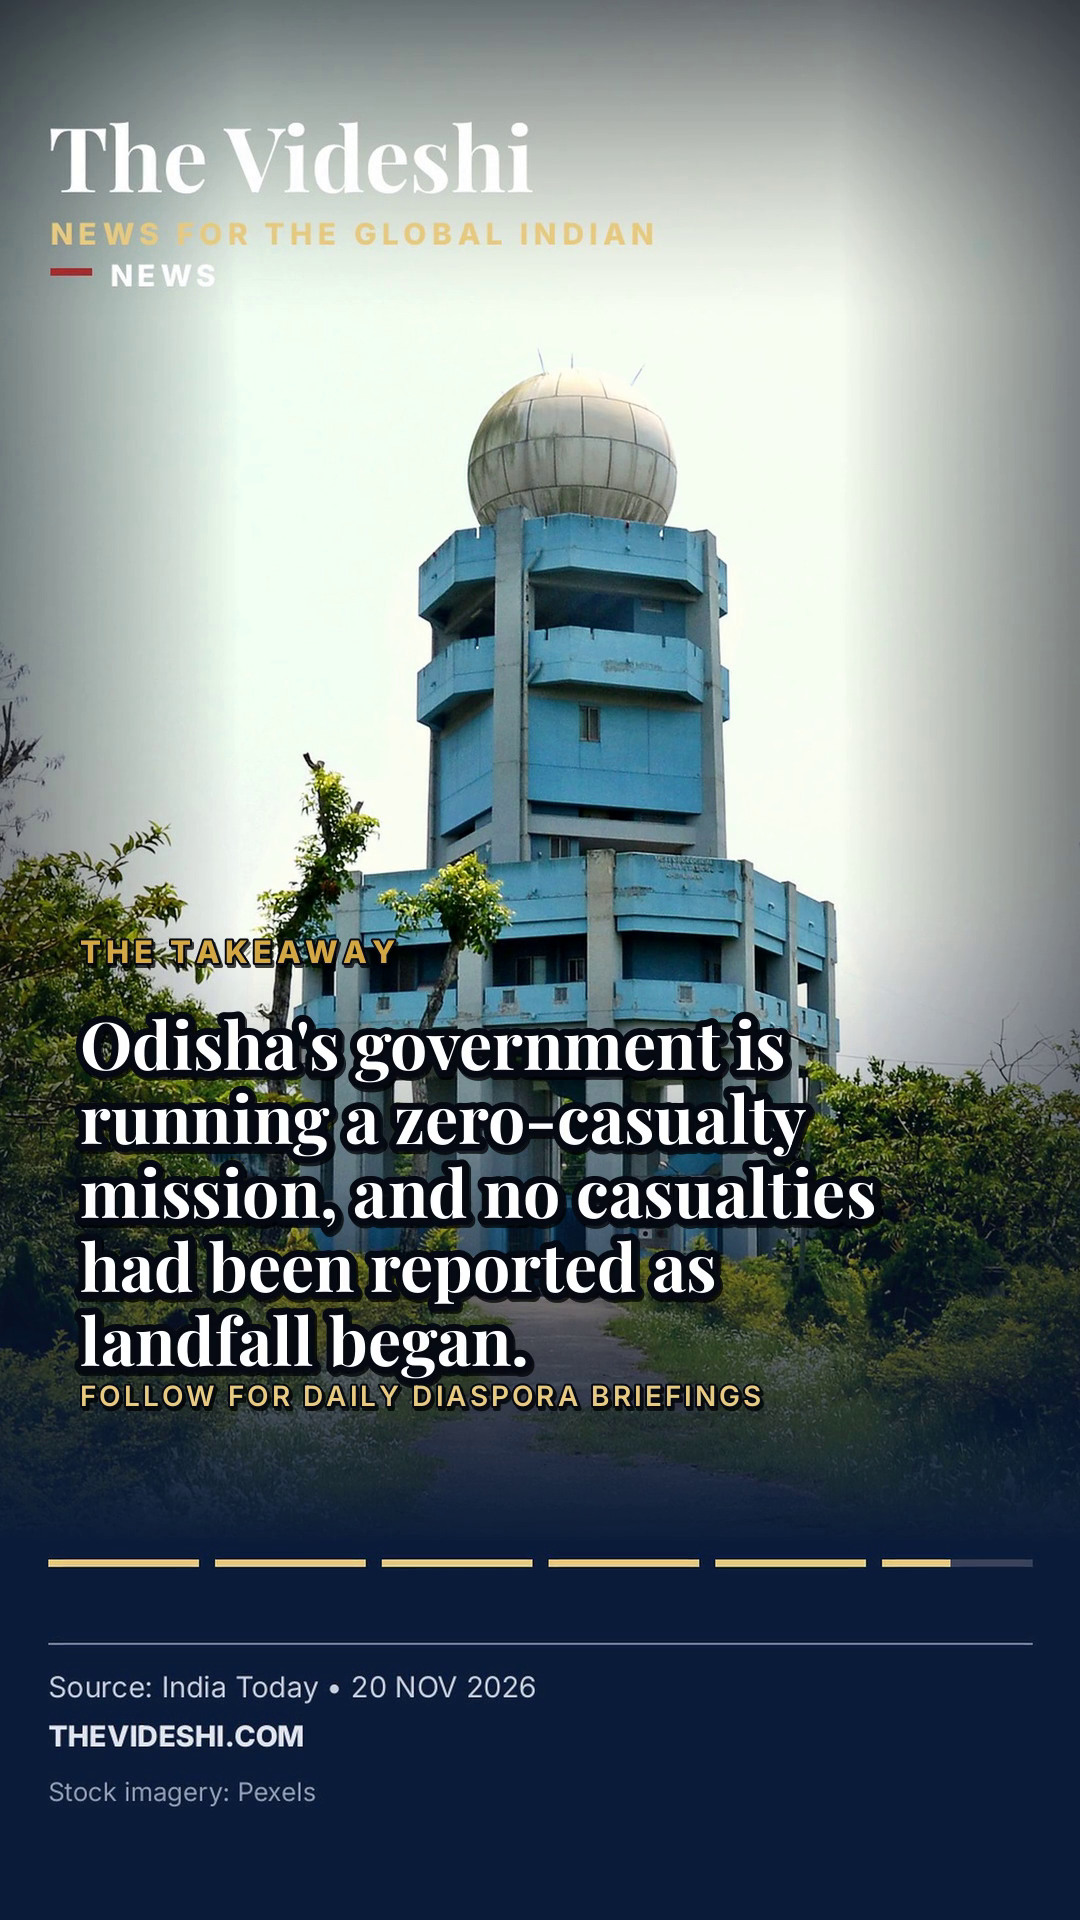 The Videshi
NEWS FOR THE GLOBAL INDIAN
NEWS
THE TAKEAWAY
Odisha's government is
running a zero-casualty
mission, and no casualties
had been reported as
landfall began.
FOLLOW FOR DAILY DIASPORA BRIEFINGS
Source: India Today • 20 NOV 2026
THEVIDESHI.COM
Stock imagery: Pexels